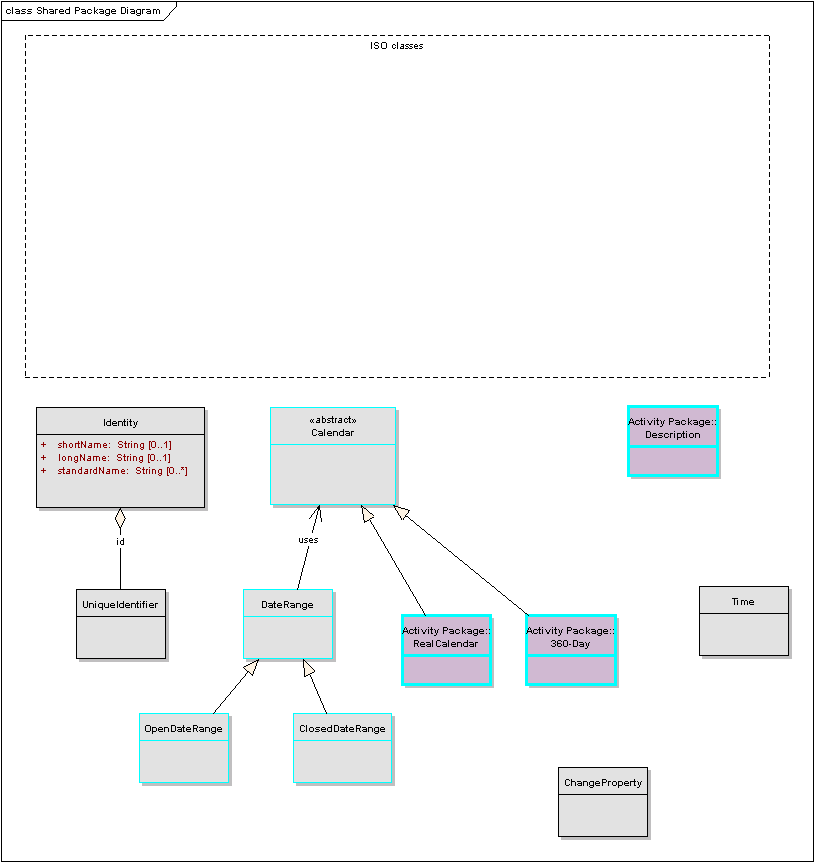 class Shared Package Diagram
ISO classes
Identity
+ shortName: String [0..1]
+ longName: String [0..1]
+ standardName: String [0..*]
«abstract»
Calendar
Activity Package::
Description
id
uses
UniqueIdentifier
DateRange
Activity Package::
RealCalendar
Activity Package::
360-Day
Time
OpenDateRange
ClosedDateRange
ChangeProperty